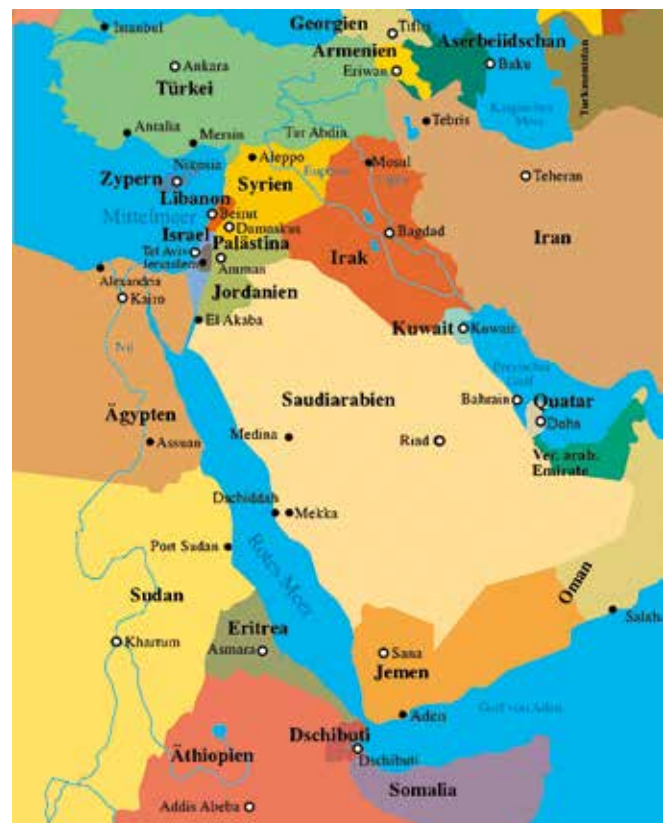 Georgien
Tiflis
Istanbul
Armenien
Aserbeiidschan
Ankara
Eriwan
Baku
Türkei
Turkmenistan
Kaspisches
Meer
Antalia
Mersin
Tur Abdin
Tebris
Aleppo
Mosul
Nikosia
Euphrat
Tigris
Teheran
Zypern
Syrien
Libanon
Mittelmeer
Beirut
Damaskus
Israel
Bagdad
Iran
Tel Aviv
Palästina
Irak
Jerusalem
Amman
Alexandria
Jordanien
Kairo
El Akaba
Kuwait
Kuwait
Nil
Persischer
Golf
Saudiarabien
Bahrain
Quatar
Ägypten
Doha
Medina
Riad
Assuan
Ver. arab.
Emirate
Dschiddah
Mekka
Port Sudan
Rotes Meer
Oman
Sudan
Salala
Eritrea
Khartum
Asmara
Sana
Jemen
Aden
Golf von Aden
Dschibuti
Äthiopien
Dschibuti
Somalia
Addis Abeba